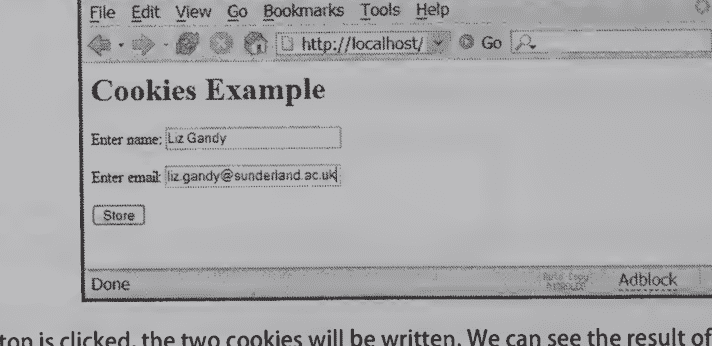 File Edit View Go Bookmarks Tools Help
http://localhost/ Go
Cookies Example
Enter name: Liz Gandy
Enter email: liz.gandy@sunderland.ac.uk
Store
Done Adblock
ton is clicked, the two cookies will be written. We can see the result of